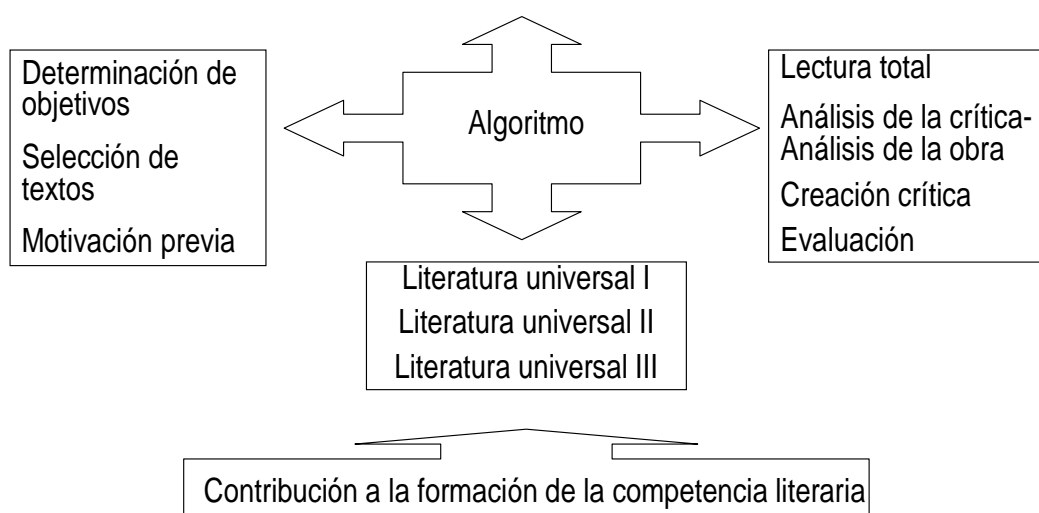 Determinación de
objetivos
Selección de
textos
Motivación previa
Algoritmo
Lectura total
Análisis de la crítica-
Análisis de la obra
Creación crítica
Evaluación
Literatura universal I
Literatura universal II
Literatura universal III
Contribución a la formación de la competencia literaria